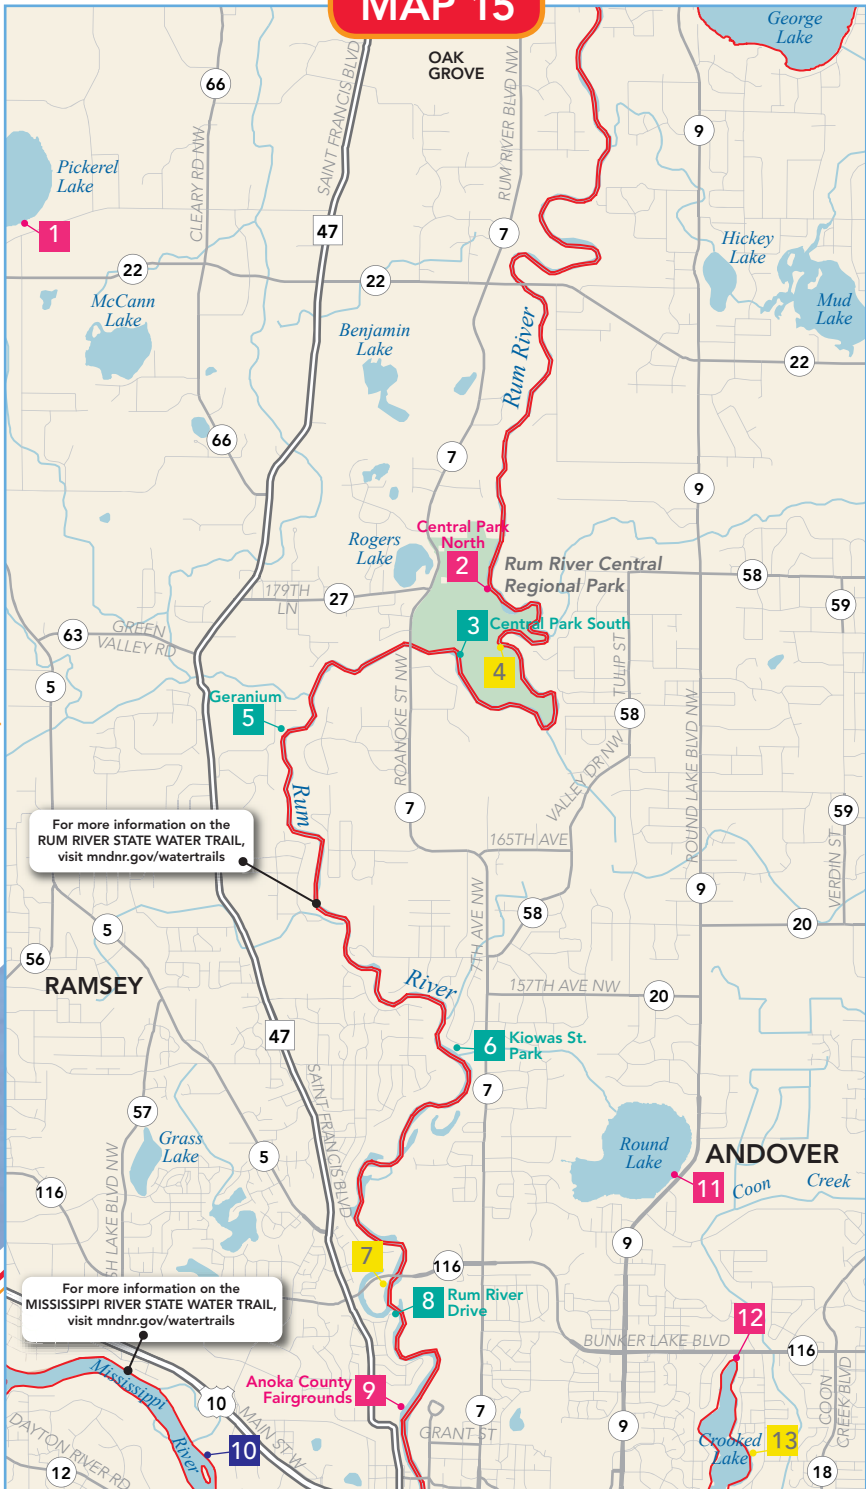 MAP 15
George
Lake
OAK
GROVE
66
SAINT FRANCIS BLVD
RUM RIVER BLVD NW
9
CLEARY RD NW
Pickerel
Lake
1
47
7
Hickey
Lake
22
22
McCann
Lake
Mud
Lake
Benjamin
Lake
Rum River
22
66
7
9
Central Park
North
Rogers
Lake
2
Rum River Central
Regional Park
58
179TH
LN
27
59
3
Central Park South
63
GREEN
VALLEY RD
4
TULIP ST
5
Geranium
5
ROANOKE ST NW
58
ROUND LAKE BLVD NW
VALLEY DR NW
Rum
7
59
For more information on the
RUM RIVER STATE WATER TRAIL,
visit mndnr.gov/watertrails
165TH AVE
VERDIN ST
9
7TH AVE NW
58
5
20
56
RAMSEY
River
157TH AVE NW
20
47
6
Kiowas St.
Park
SAINT FRANCIS BLVD
7
57
Grass
Lake
5
Round
Lake
ANDOVER
11
Coon Creek
116
SH LAKE BLVD NW
9
7
116
For more information on the
MISSISSIPPI RIVER STATE WATER TRAIL,
visit mndnr.gov/watertrails
8
Rum River
Drive
12
BUNKER LAKE BLVD
116
Mississippi
River
Anoka County
Fairgrounds
9
10
MAIN ST W
7
GRANT ST
9
COON
CREEK BLVD
DAYTON RIVER RD
10
Crooked
Lake
13
12
18